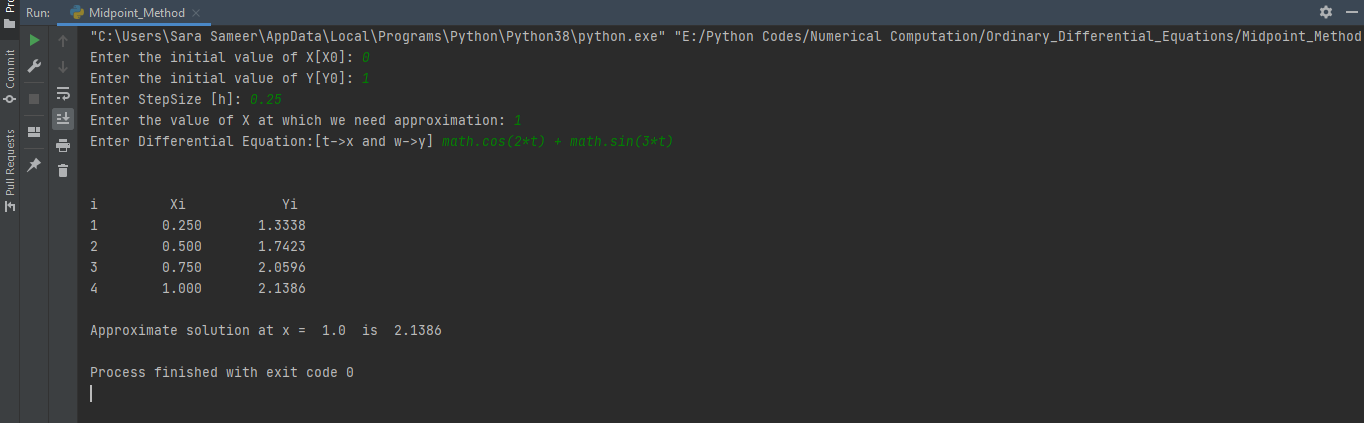 Run:
Midpoint_Method
Commit
Pull Requests
"C:\Users\Sara Sameer\AppData\Local\Programs\Python\Python38\python.exe" "E:/Python Codes/Numerical Computation/Ordinary_Differential_Equations/Midpoint_Method
Enter the initial value of X[X0]: 0
Enter the initial value of Y[Y0]: 1
Enter StepSize [h]: 0.25
Enter the value of X at which we need approximation: 1
Enter Differential Equation:[t->x and w->y] math.cos(2*t) + math.sin(3*t)
i Xi Yi
1 0.250 1.3338
2 0.500 1.7423
3 0.750 2.0596
4 1.000 2.1386
Approximate solution at x = 1.0 is 2.1386
Process finished with exit code 0